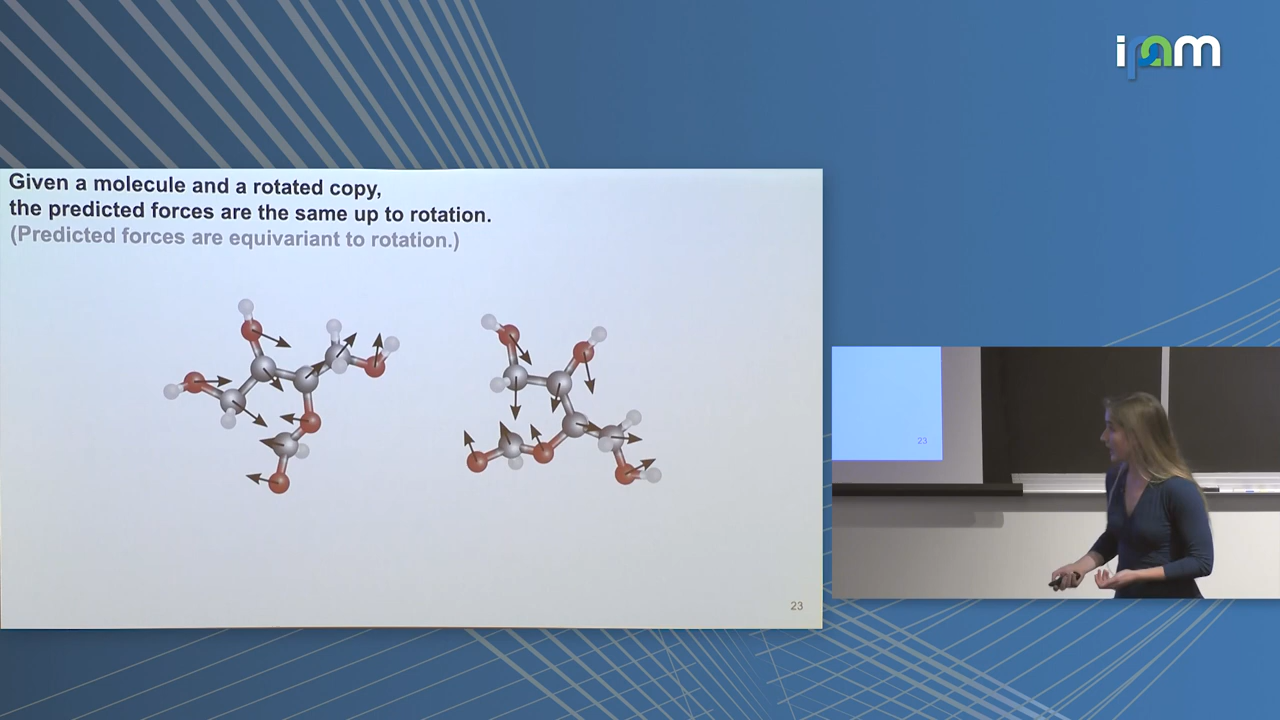 ipam
Given a molecule and a rotated copy,
the predicted forces are the same up to rotation.
(Predicted forces are equivariant to rotation.)
23
23